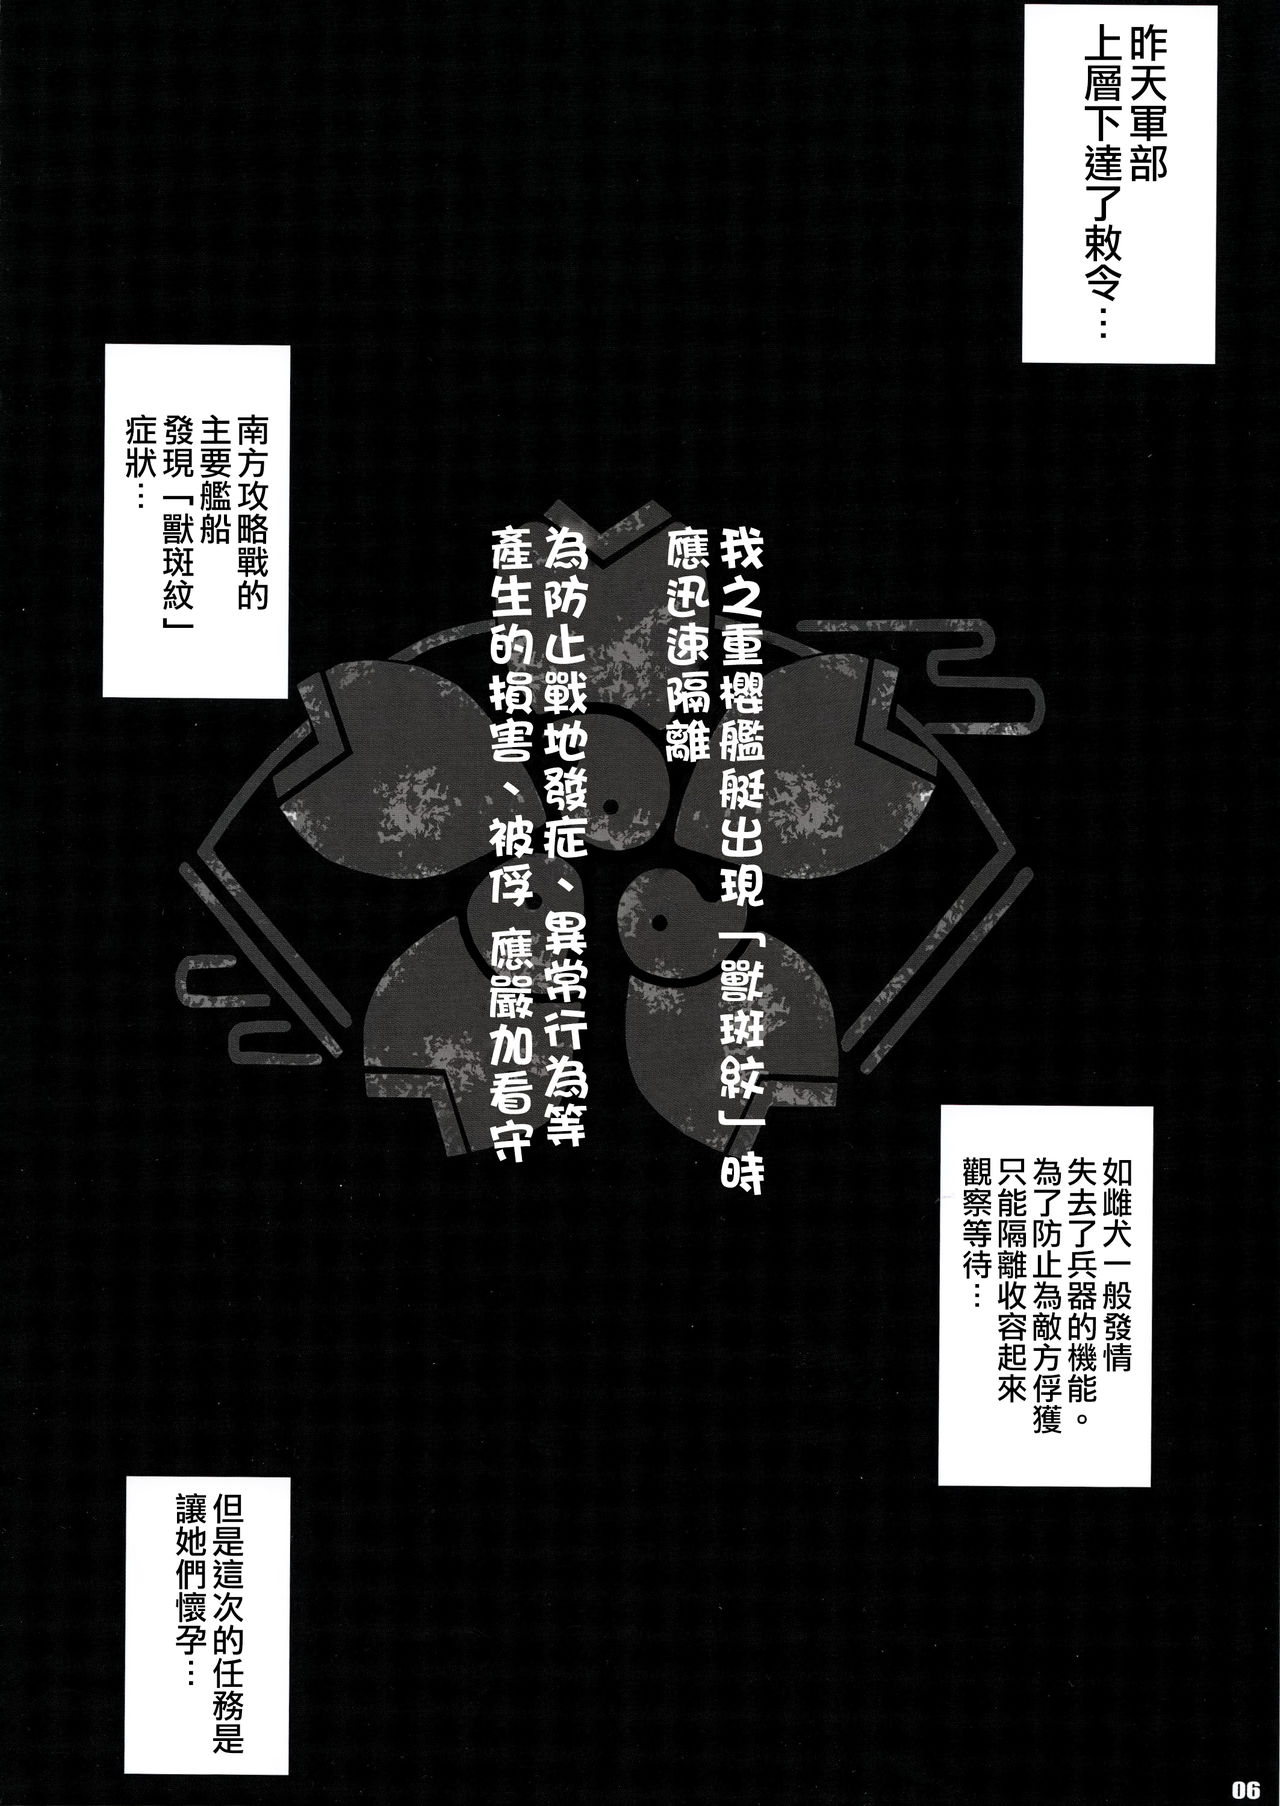 昨天軍部
上層下達了敕令…
南方攻略戰的
主要艦船
發現「獸斑紋」
症狀…
我之重櫻艦艇出現「獸斑紋」時
應迅速隔離
為防止戰地發症、異常行為等
產生的損害、被俘 應嚴加看守
如雌犬一般發情
失去了兵器的機能。
為了防止為敵方俘獲
只能隔離收容起來
觀察等待…
但是這次的任務是
讓她們懷孕…
06